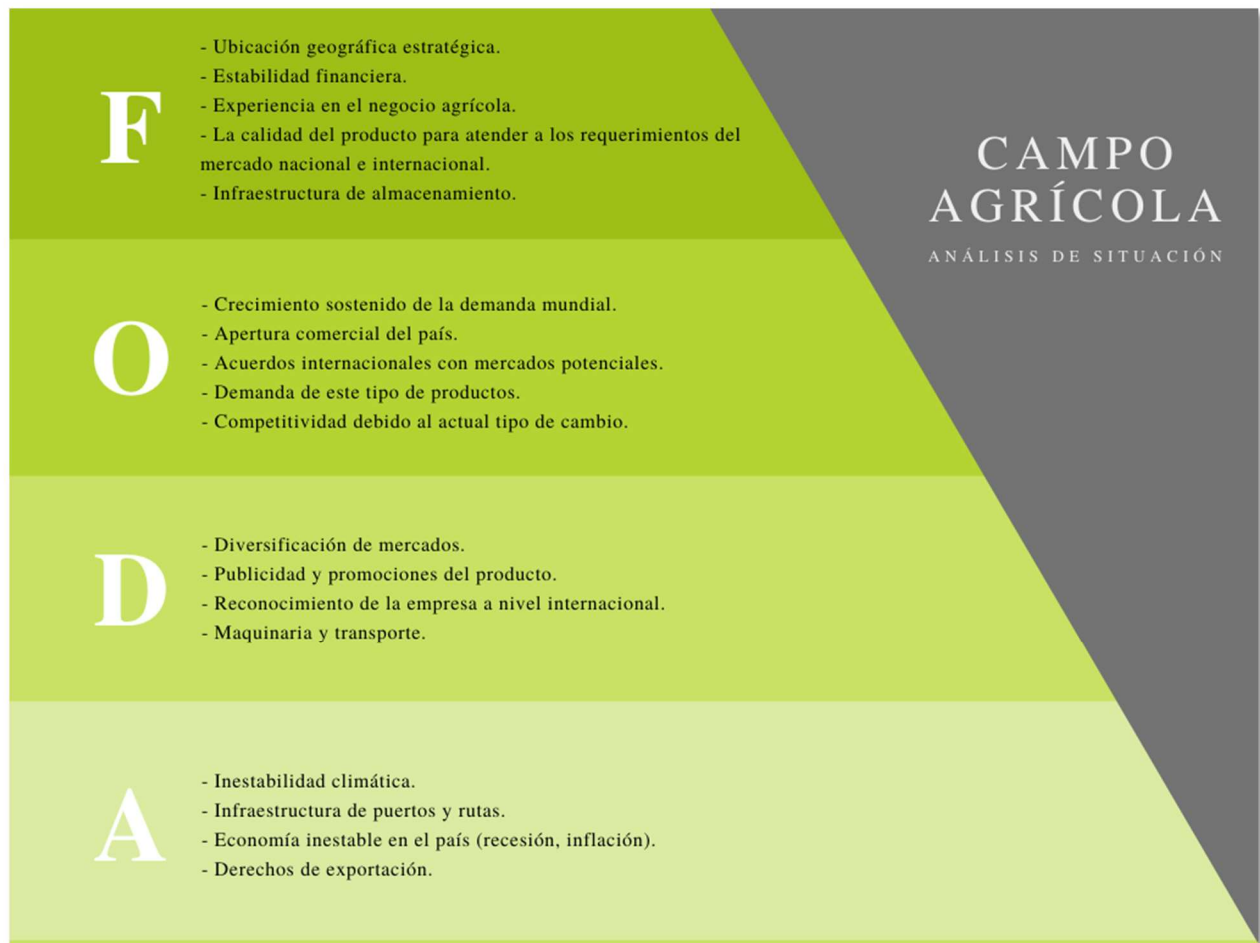 F
- Ubicación geográfica estratégica.
- Estabilidad financiera.
- Experiencia en el negocio agrícola.
- La calidad del producto para atender a los requerimientos del
mercado nacional e internacional.
- Infraestructura de almacenamiento.
CAMPO
AGRÍCOLA
ANÁLISIS DE SITUACIÓN
O
- Crecimiento sostenido de la demanda mundial.
- Apertura comercial del país.
- Acuerdos internacionales con mercados potenciales.
- Demanda de este tipo de productos.
- Competitividad debido al actual tipo de cambio.
D
- Diversificación de mercados.
- Publicidad y promociones del producto.
- Reconocimiento de la empresa a nivel internacional.
- Maquinaria y transporte.
A
- Inestabilidad climática.
- Infraestructura de puertos y rutas.
- Economía inestable en el país (recesión, inflación).
- Derechos de exportación.